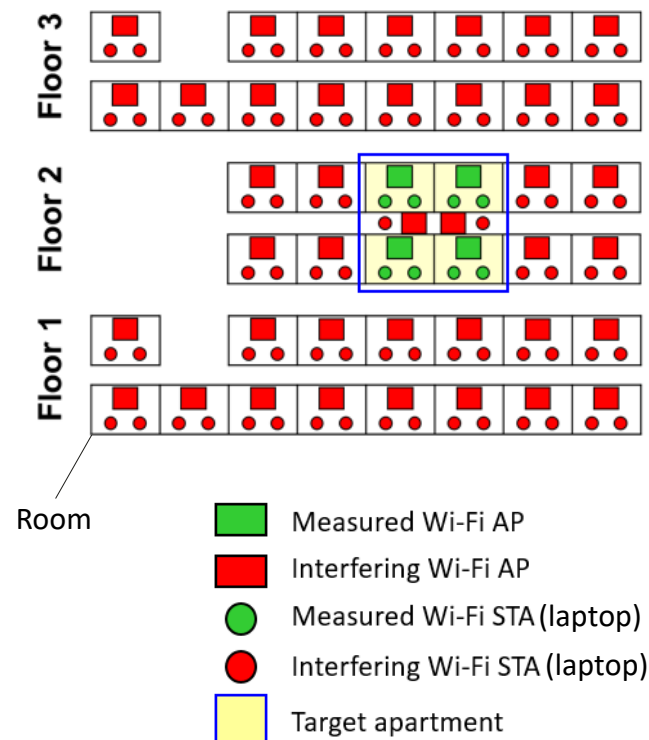 Floor 3
Floor 2
Floor 1
Room
Measured Wi-Fi AP
Interfering Wi-Fi AP
Measured Wi-Fi STA (laptop)
Interfering Wi-Fi STA (laptop)
Target apartment